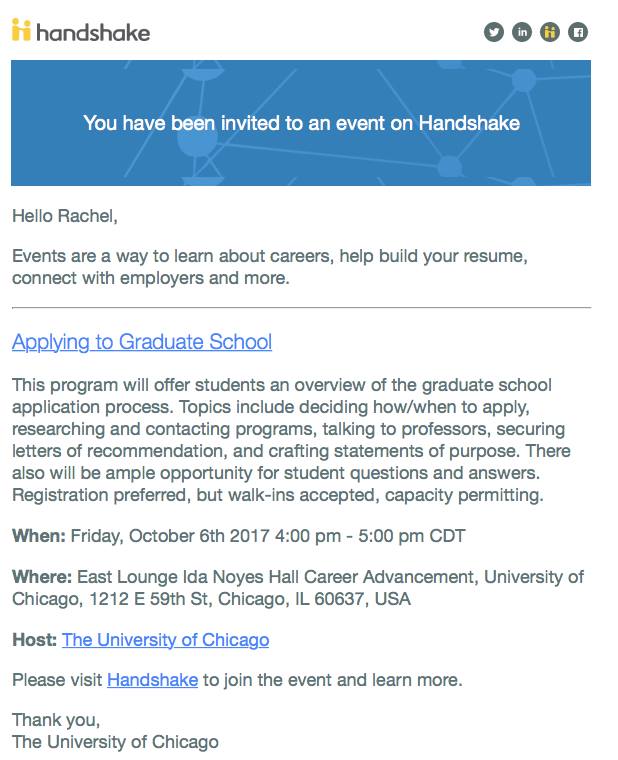 handshake
You have been invited to an event on Handshake
Hello Rachel,
Events are a way to learn about careers, help build your resume,
connect with employers and more.
Applying to Graduate School
This program will offer students an overview of the graduate school
application process. Topics include deciding how/when to apply,
researching and contacting programs, talking to professors, securing
letters of recommendation, and crafting statements of purpose. There
also will be ample opportunity for student questions and answers.
Registration preferred, but walk-ins accepted, capacity permitting.
When: Friday, October 6th 2017 4:00 pm - 5:00 pm CDT
Where: East Lounge Ida Noyes Hall Career Advancement, University of
Chicago, 1212 E 59th St, Chicago, IL 60637, USA
Host: The University of Chicago
Please visit Handshake to join the event and learn more.
Thank you,
The University of Chicago